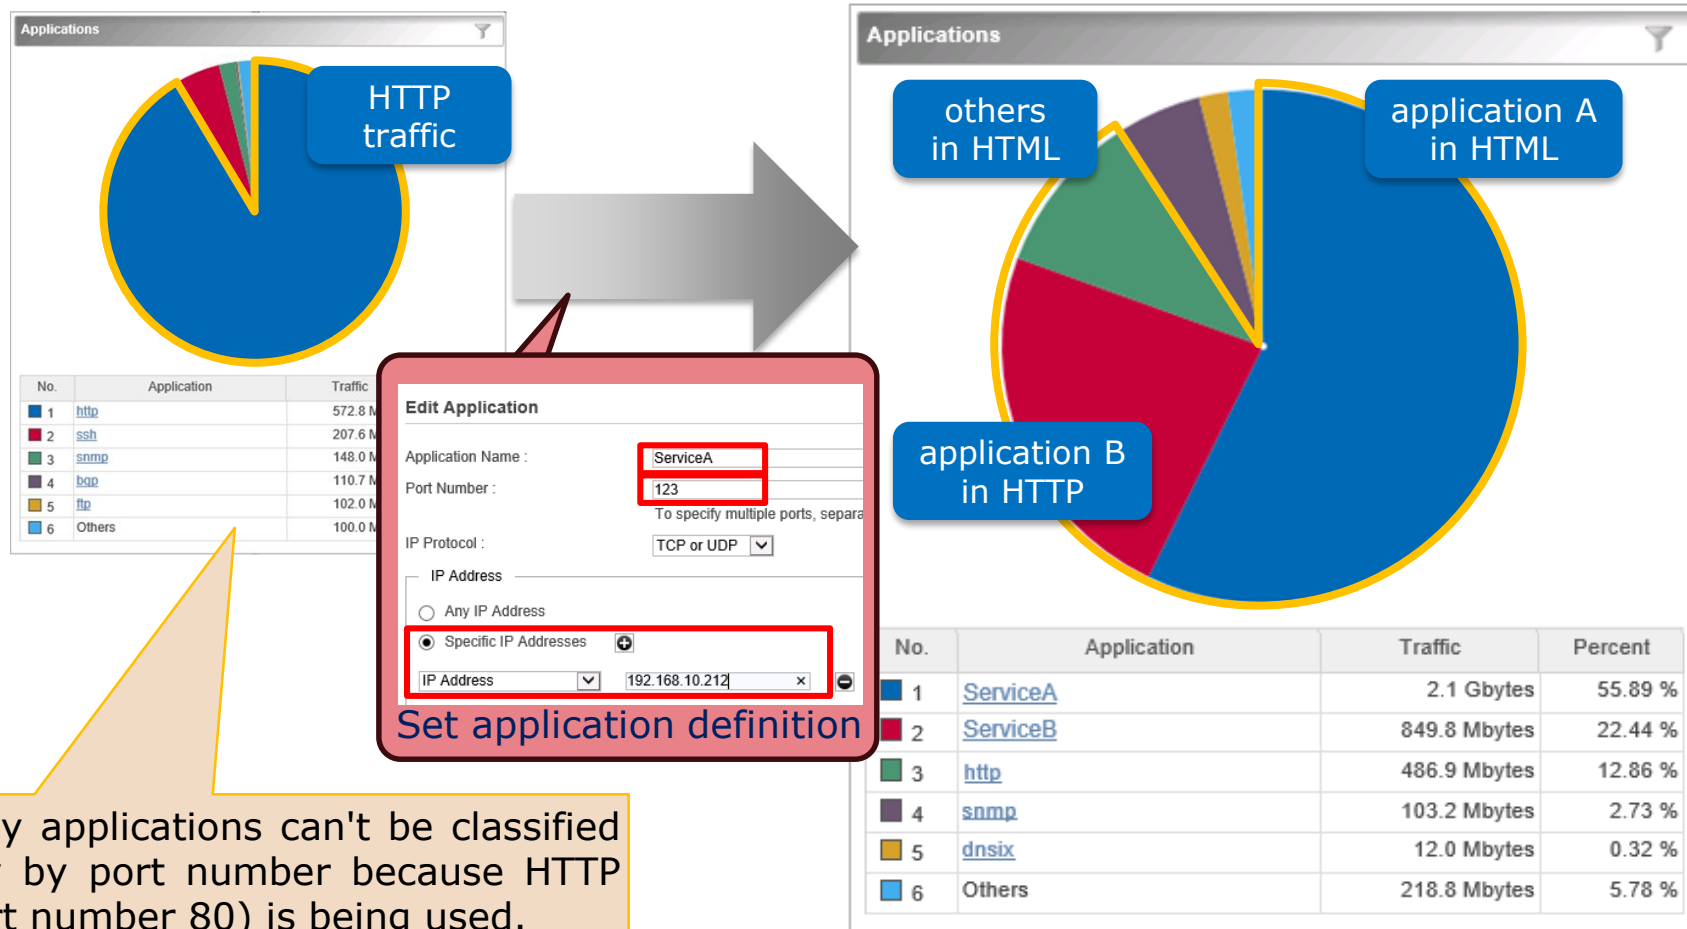 Applications
HTTP
traffic
No. Application Traffic
1 http 572.8 M
2 ssh 207.6 M
3 snmp 148.0 M
4 bgp 110.7 M
5 ftp 102.0 M
6 Others 100.0 M
y applications can't be classified
by port number because HTTP
rt number 80) is being used.
Edit Application
Application Name : ServiceA
Port Number : 123
To specify multiple ports, separa
IP Protocol : TCP or UDP
IP Address
Any IP Address
Specific IP Addresses
IP Address 192.168.10.212 ×
Set application definition
Applications
others
in HTML
application A
in HTML
application B
in HTTP
No. Application Traffic Percent
1 ServiceA 2.1 Gbytes 55.89 %
2 ServiceB 849.8 Mbytes 22.44 %
3 http 486.9 Mbytes 12.86 %
4 snmp 103.2 Mbytes 2.73 %
5 dnsix 12.0 Mbytes 0.32 %
6 Others 218.8 Mbytes 5.78 %